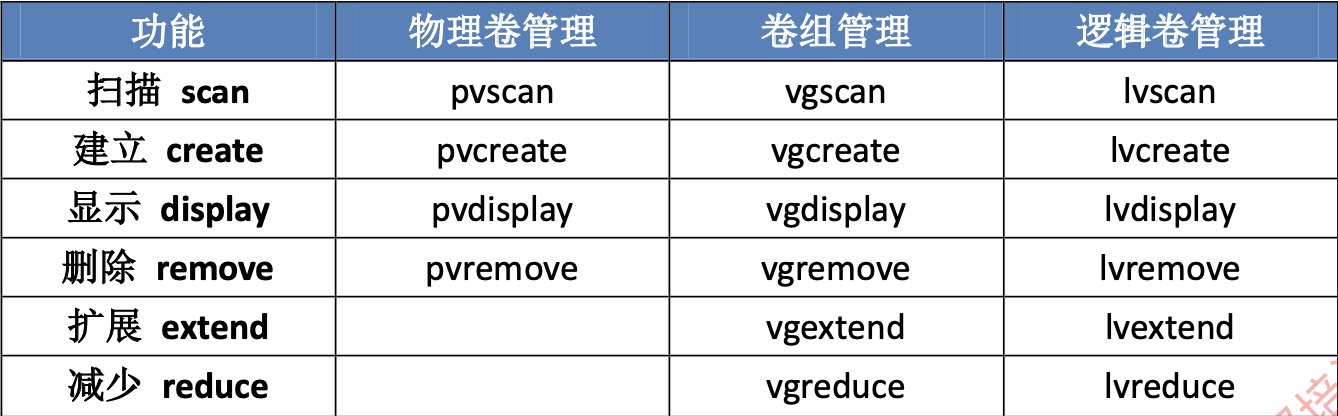 功能 物理卷管理 卷组管理 逻辑卷管理
扫描 scan pvscan vgscan lvscan
建立 create pvcreate vgcreate lvcreate
显示 display pvdisplay vgdisplay lvdisplay
删除 remove pvremove vgremove lvremove
扩展 extend vgextend lvextend
减少 reduce vgreduce lvreduce